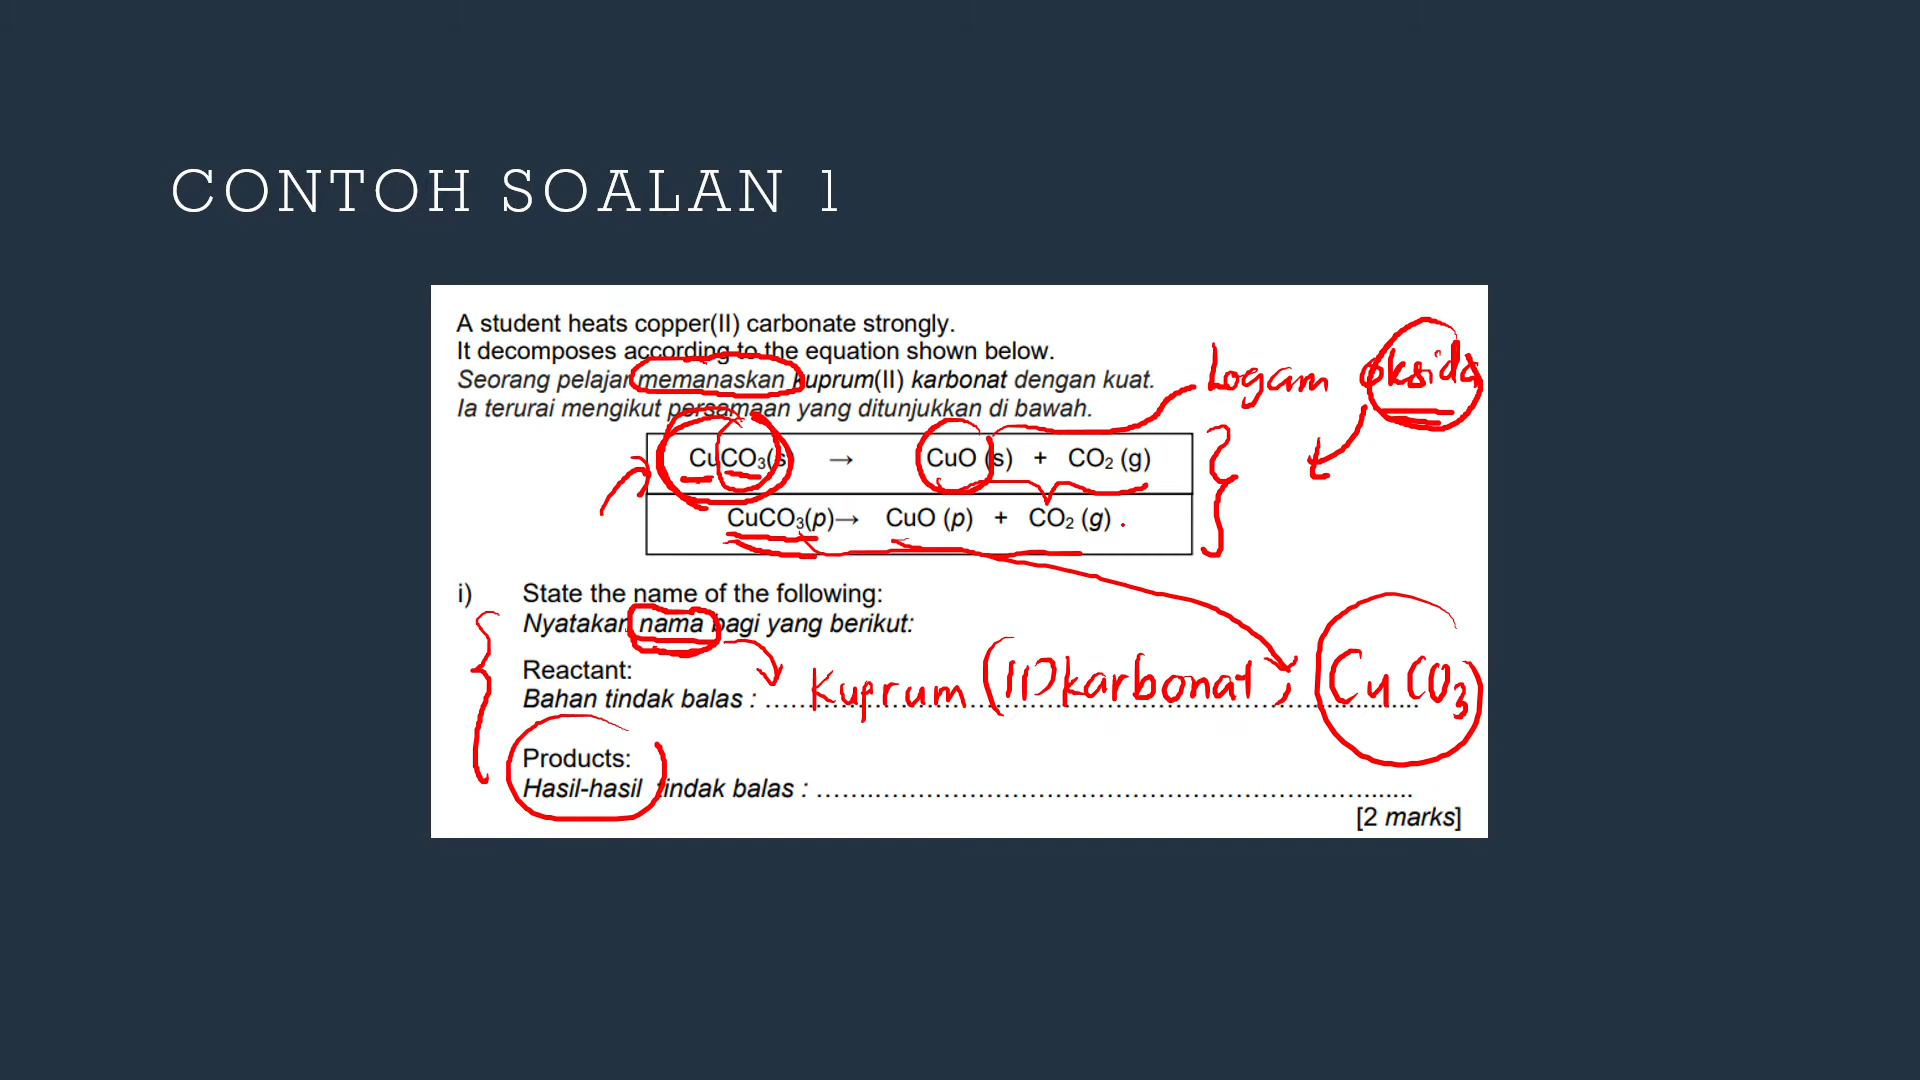 CONTOH SOALAN 1
A student heats copper(II) carbonate strongly.
It decomposes according to the equation shown below.
Seorang pelajar memanaskan kuprum(II) karbonat dengan kuat.
Logam oksida
Ia terurai mengikut persamaan yang ditunjukkan di bawah.
CuCO₃(s) → CuO (s) + CO₂ (g)
CuCO₃(p)→ CuO (p) + CO₂ (g)
i) State the name of the following:
Nyatakan nama bagi yang berikut:
Reactant:
Bahan tindak balas : Kuprum (II) karbonat ; CuCO₃
Products:
Hasil-hasil tindak balas : ............................................................
[2 marks]